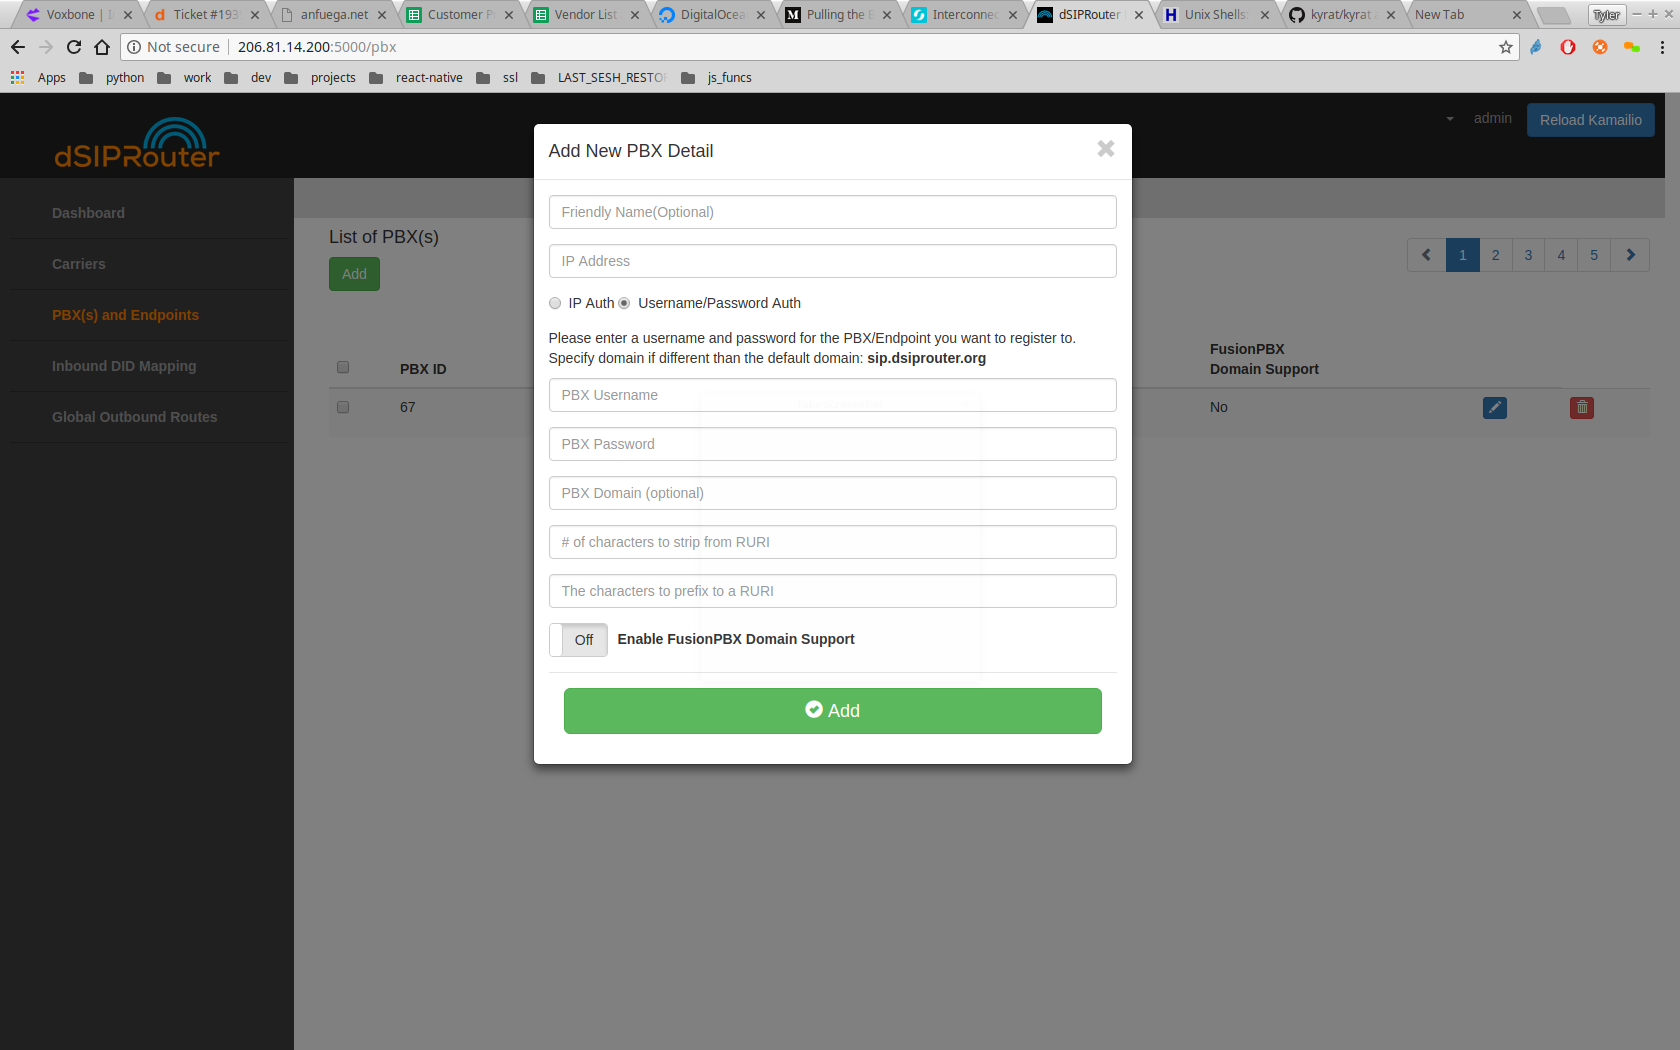 Voxbone |
Ticket #193
anfuega.net
Customer P
Vendor List
DigitalOcea
Pulling the
Interconnec
dSIPRouter
Unix Shells
kyrat/kyrat
New Tab
Tyler
Not secure
206.81.14.200:5000/pbx
Apps
python
work
dev
projects
react-native
ssl
LAST_SESH_RESTO
js_funcs
dSIPRouter
admin
Reload Kamailio
Dashboard
Carriers
PBX(s) and Endpoints
Inbound DID Mapping
Global Outbound Routes
List of PBX(s)
Add
1 2 3 4 5
PBX ID
FusionPBX
Domain Support
67
No
Add New PBX Detail
Friendly Name(Optional)
IP Address
IP Auth Username/Password Auth
Please enter a username and password for the PBX/Endpoint you want to register to.
Specify domain if different than the default domain: sip.dsiprouter.org
PBX Username
PBX Password
PBX Domain (optional)
# of characters to strip from RURI
The characters to prefix to a RURI
Off
Enable FusionPBX Domain Support
Add